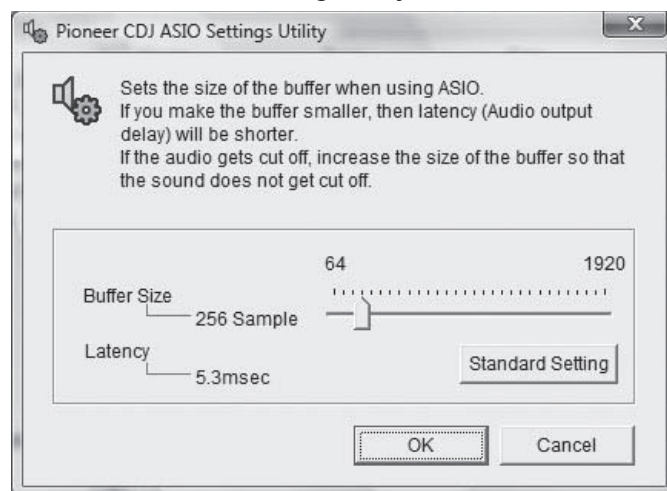 Pioneer CDJ ASIO Settings Utility
X
Sets the size of the buffer when using ASIO.
If you make the buffer smaller, then latency (Audio output
delay) will be shorter.
If the audio gets cut off, increase the size of the buffer so that
the sound does not get cut off.
64 1920
Buffer Size
256 Sample
Latency
5.3msec
Standard Setting
OK Cancel